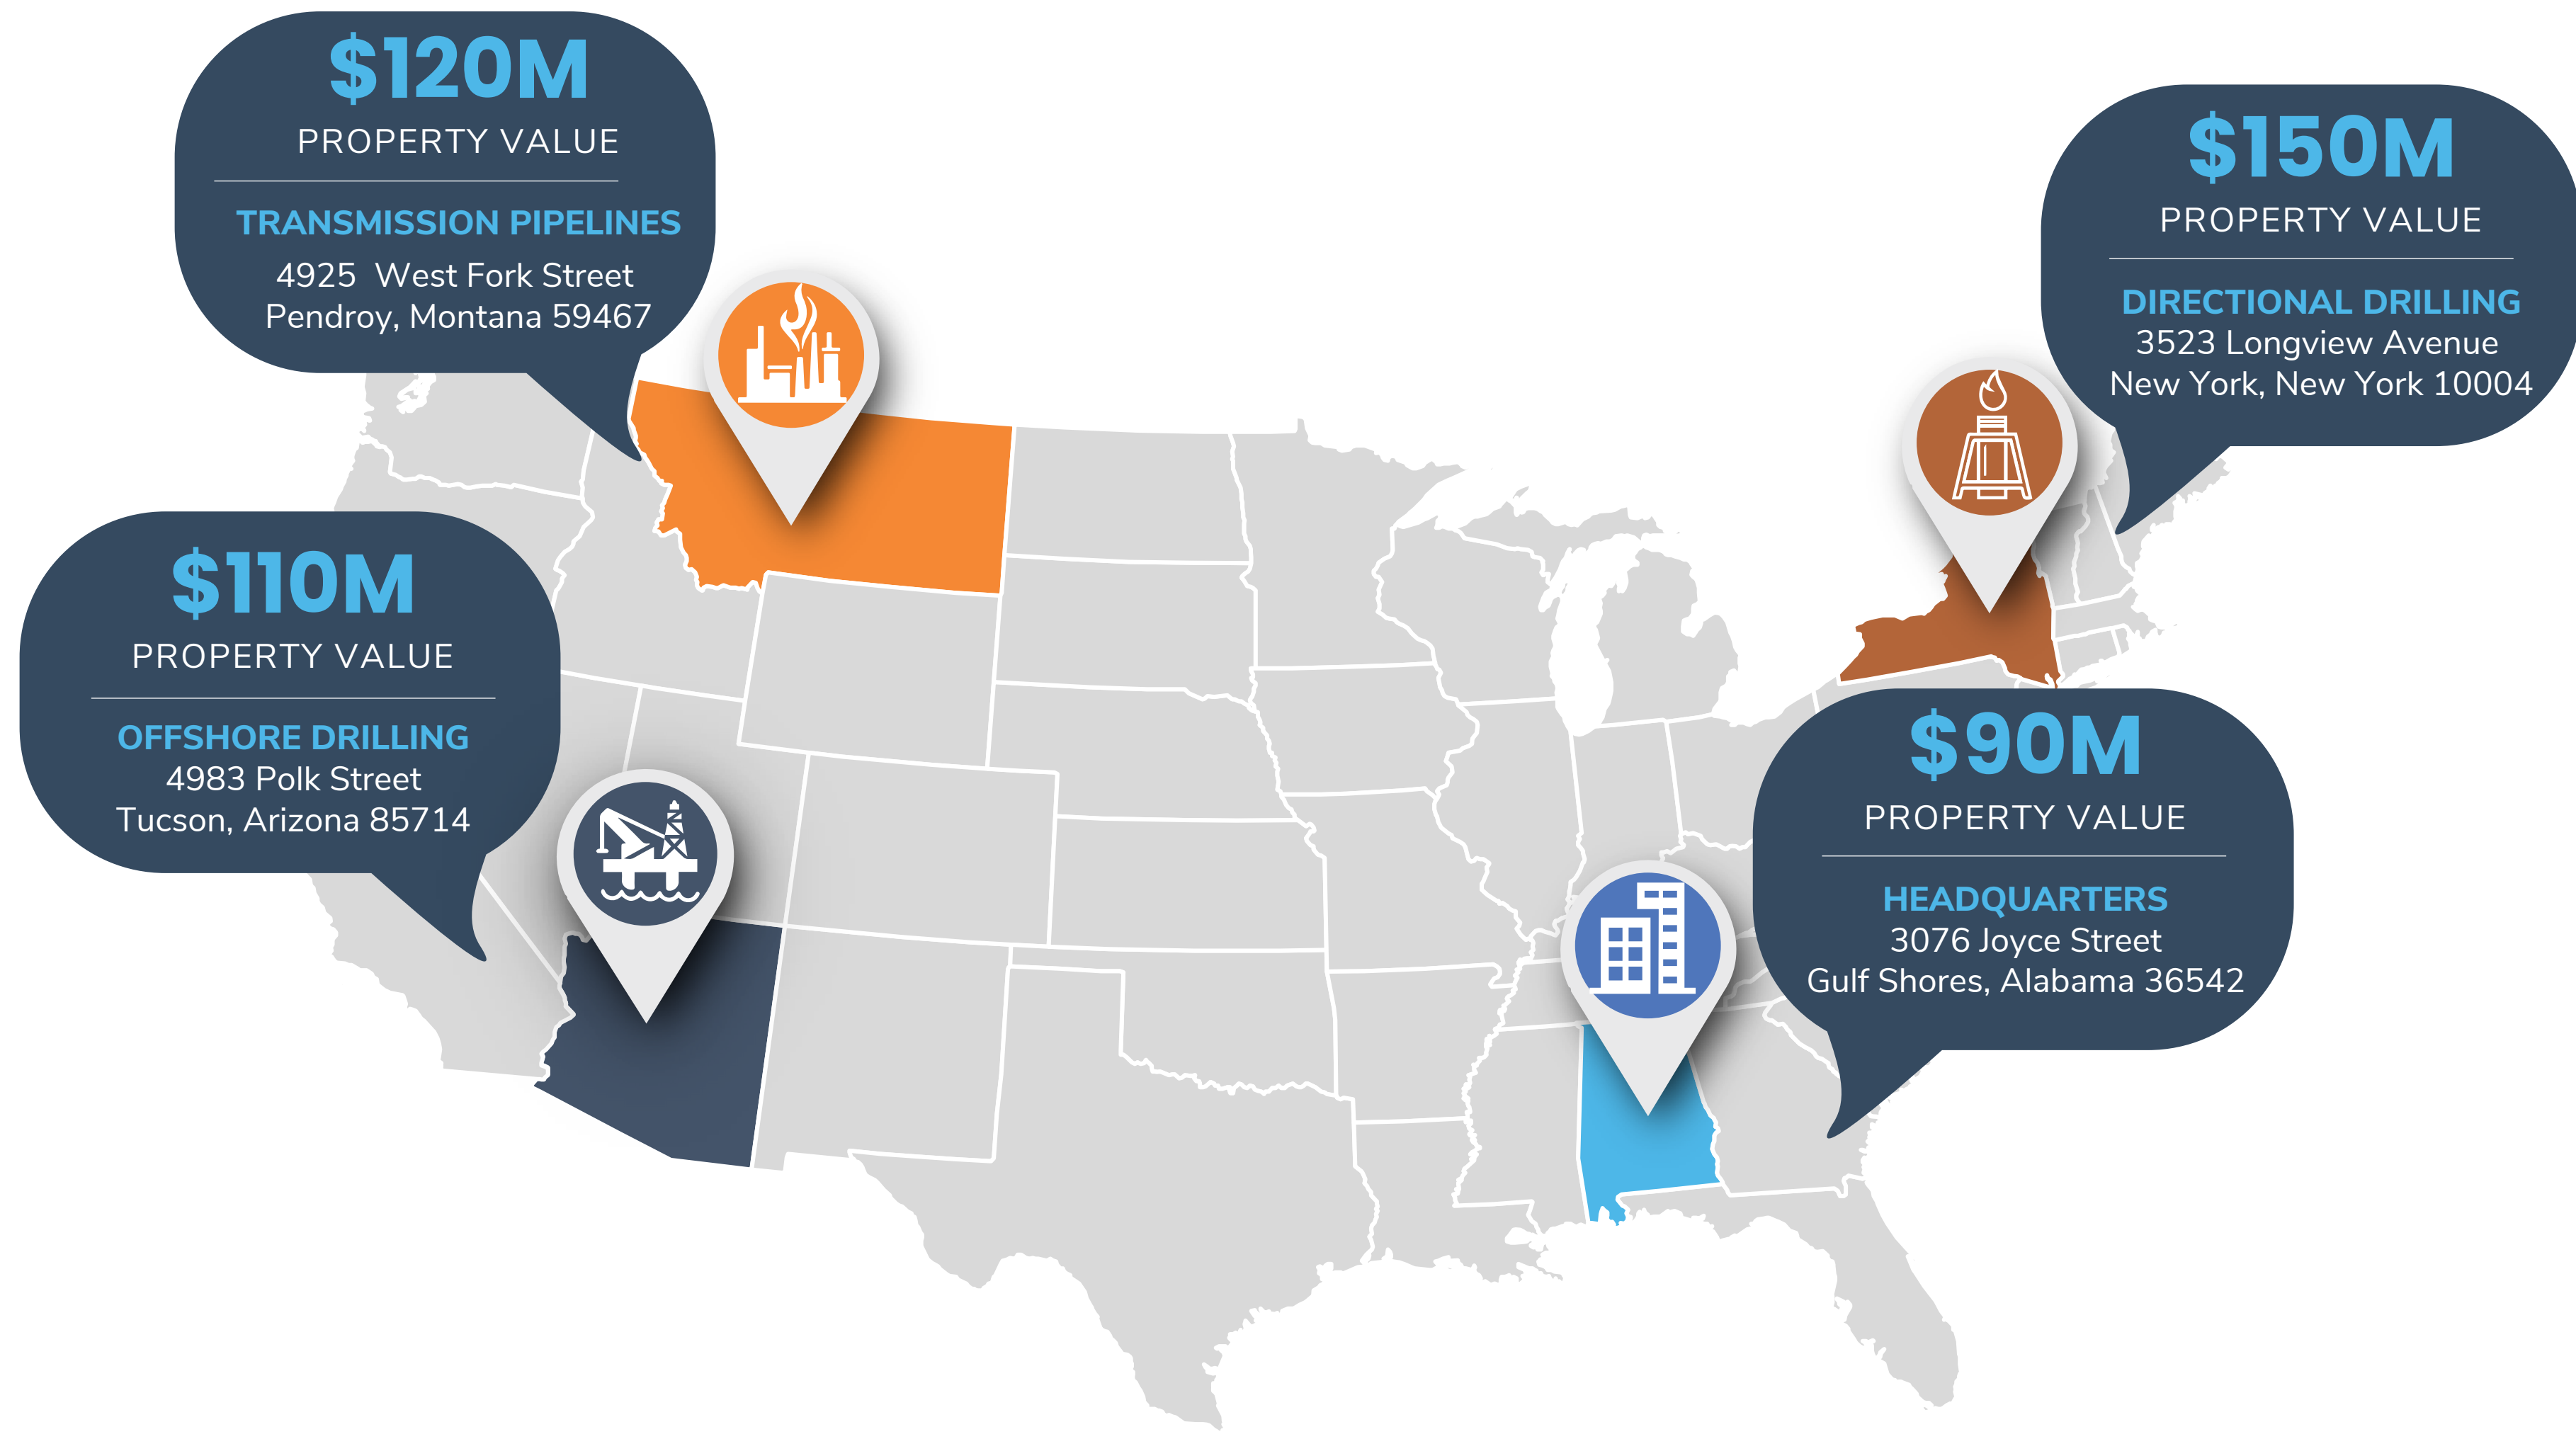 $120M
PROPERTY VALUE
TRANSMISSION PIPELINES
4925 West Fork Street
Pendroy, Montana 59467
$150M
PROPERTY VALUE
DIRECTIONAL DRILLING
3523 Longview Avenue
New York, New York 10004
$110M
PROPERTY VALUE
OFFSHORE DRILLING
4983 Polk Street
Tucson, Arizona 85714
$90M
PROPERTY VALUE
HEADQUARTERS
3076 Joyce Street
Gulf Shores, Alabama 36542